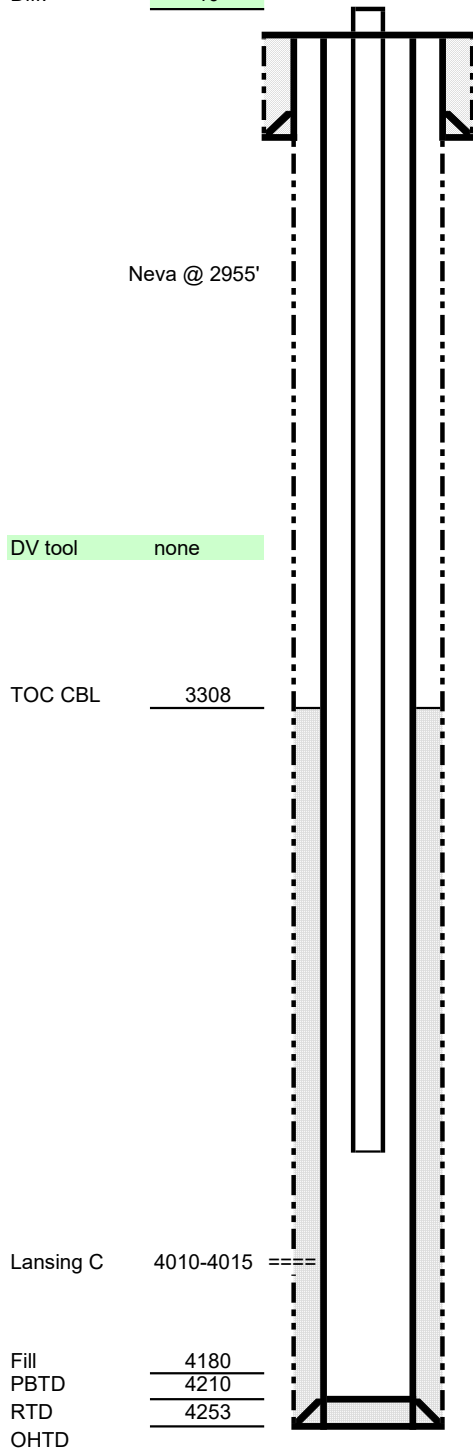 Neva @ 2955'
DV tool none
TOC CBL 3308
Lansing C 4010-4015 ====
Fill 4180
PBTD 4210
RTD 4253
OHTD